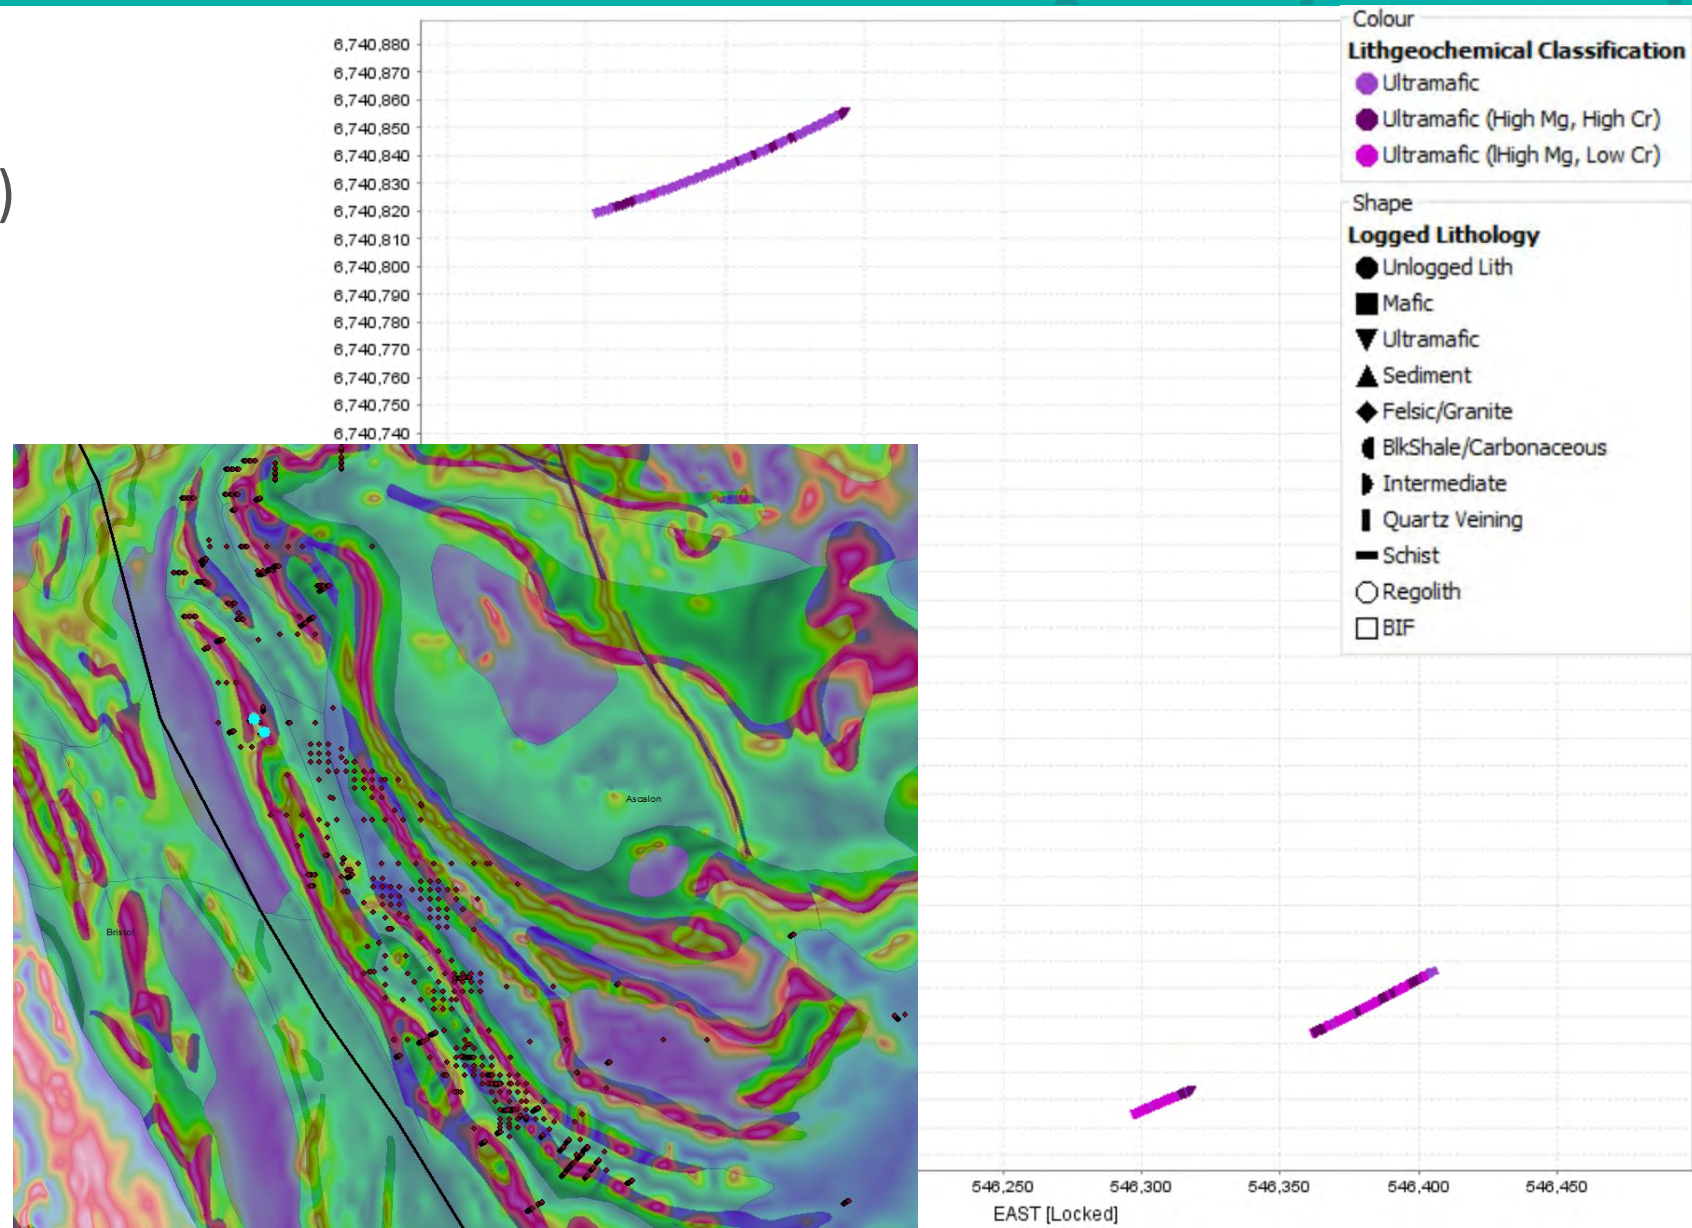 )
6,740,880
6,740,870
6,740,860
6,740,850
6,740,840
6,740,830
6,740,820
6,740,810
6,740,800
6,740,790
6,740,780
6,740,770
6,740,760
6,740,750
6,740,740
Colour
Lithgeochemical Classification
Ultramafic
Ultramafic (High Mg, High Cr)
Ultramafic (lHigh Mg, Low Cr)
Shape
Logged Lithology
Unlogged Lith
Mafic
Ultramafic
Sediment
Felsic/Granite
BlkShale/Carbonaceous
Intermediate
Quartz Veining
Schist
Regolith
BIF
Ascalon
Bristol
546,250 546,300 546,350 546,400 546,450
EAST [Locked]